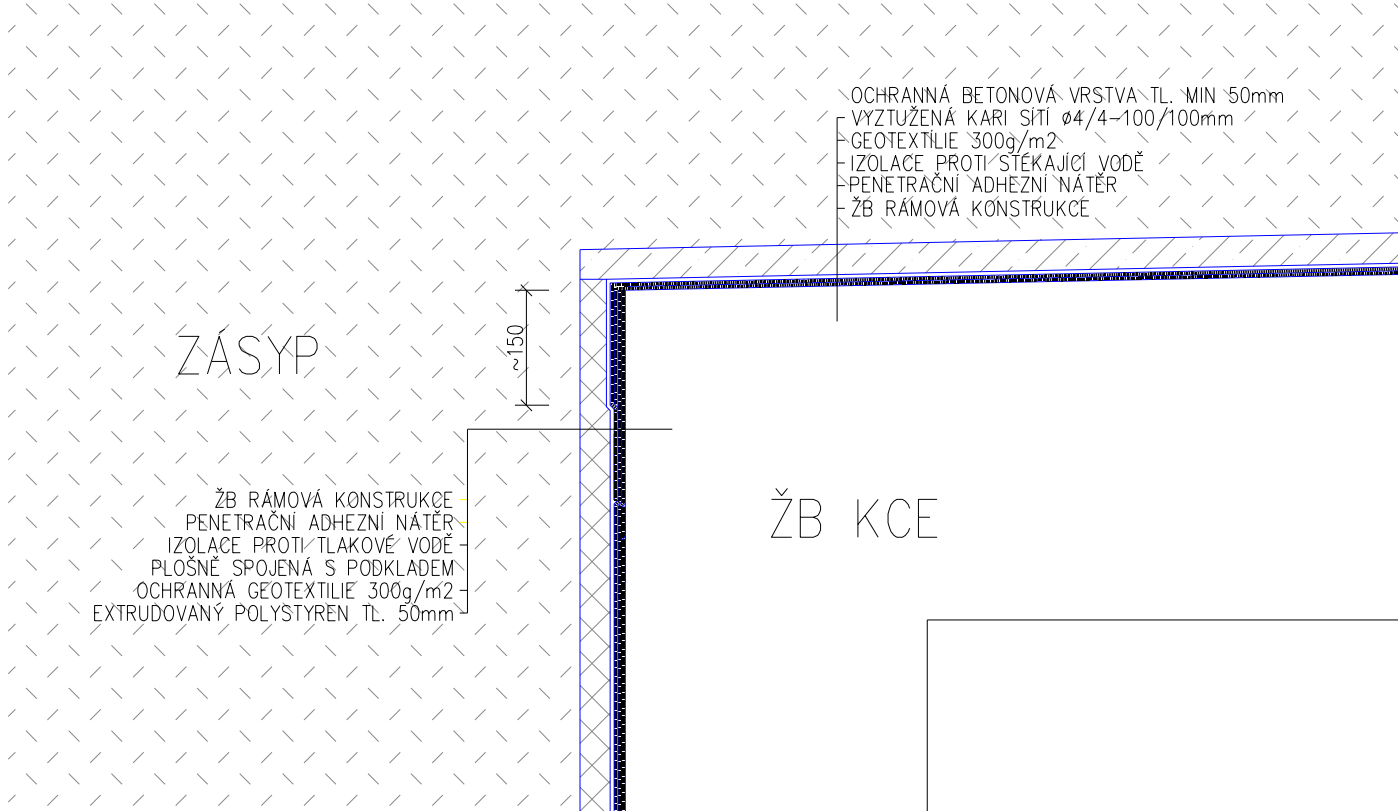 OCHRANNÁ BETONOVÁ VRSTVA TL. MIN 50mm
VYZTUŽENÁ KARI SÍTÍ ø4/4-100/100mm
GEOTEXTÍLIE 300g/m2
IZOLACE PROTI STÉKAJÍCÍ VODĚ
PENETRAČNÍ ADHEZNÍ NÁTĚR
ŽB RÁMOVÁ KONSTRUKCE
ZÁSYP
~150
ŽB RÁMOVÁ KONSTRUKCE
PENETRAČNÍ ADHEZNÍ NÁTĚR
IZOLACE PROTI TLAKOVÉ VODĚ
PLOŠNĚ SPOJENÁ S PODKLADEM
OCHRANNÁ GEOTEXTILIE 300g/m2
EXTRUDOVANÝ POLYSTYREN TL. 50mm
ŽB KCE